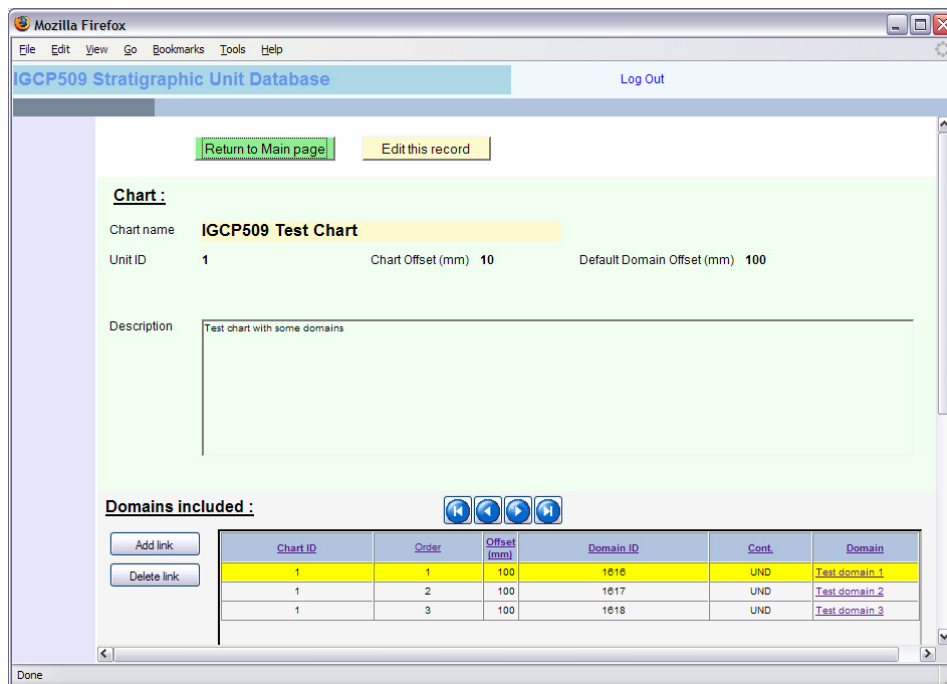 Mozilla Firefox
File Edit View Go Bookmarks Tools Help
IGCP509 Stratigraphic Unit Database Log Out
Return to Main page Edit this record
Chart :
Chart name IGCP509 Test Chart
Unit ID 1 Chart Offset (mm) 10 Default Domain Offset (mm) 100
Description Test chart with some domains
Domains included :
Add link
Delete link
Chart ID Order Offset (mm) Domain ID Cont. Domain
1 1 100 1616 UND Test domain 1
1 2 100 1617 UND Test domain 2
1 3 100 1618 UND Test domain 3
Done